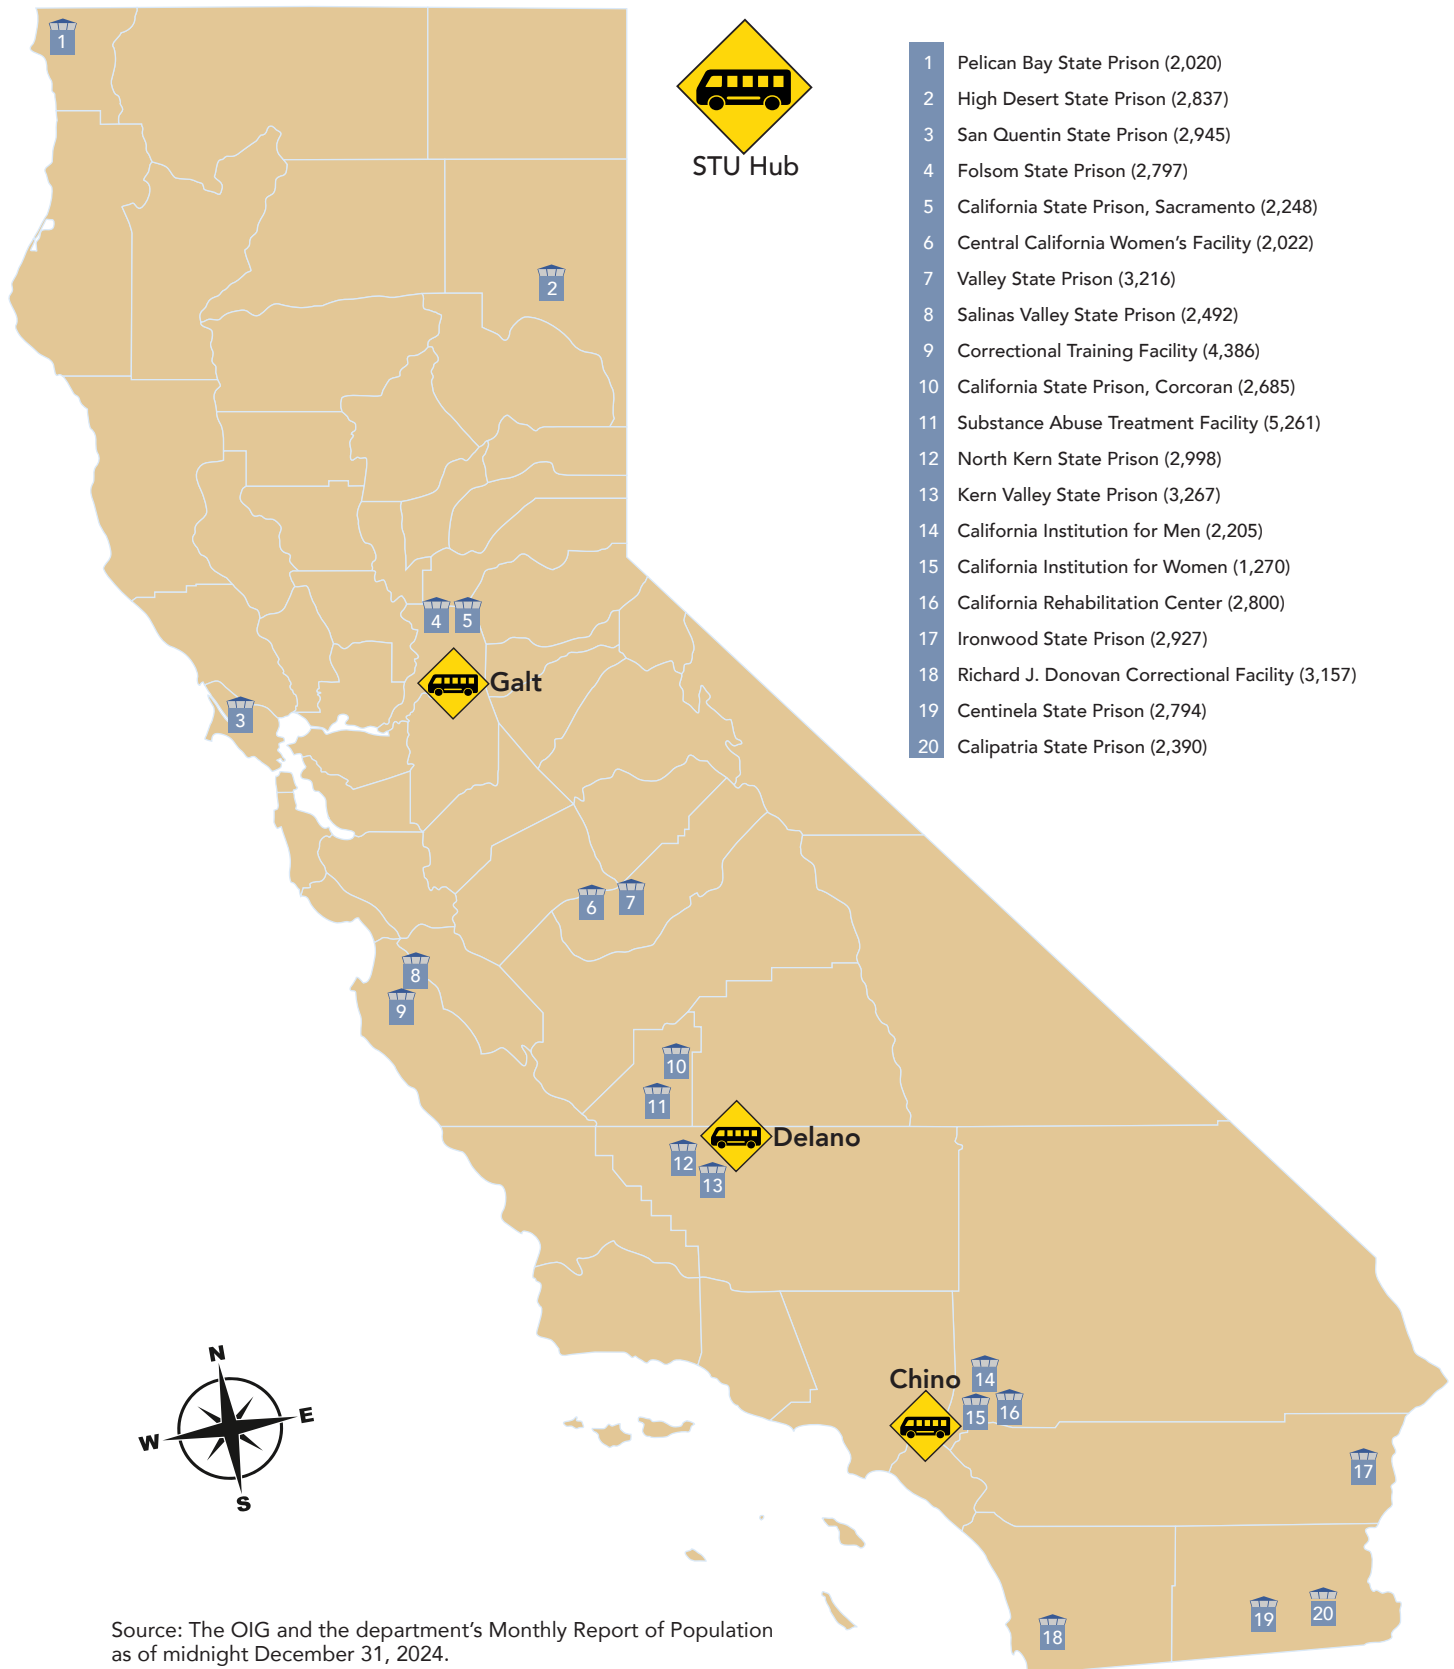 STU Hub
1 Pelican Bay State Prison (2,020)
2 High Desert State Prison (2,837)
3 San Quentin State Prison (2,945)
4 Folsom State Prison (2,797)
5 California State Prison, Sacramento (2,248)
6 Central California Women’s Facility (2,022)
7 Valley State Prison (3,216)
8 Salinas Valley State Prison (2,492)
9 Correctional Training Facility (4,386)
10 California State Prison, Corcoran (2,685)
11 Substance Abuse Treatment Facility (5,261)
12 North Kern State Prison (2,998)
13 Kern Valley State Prison (3,267)
14 California Institution for Men (2,205)
15 California Institution for Women (1,270)
16 California Rehabilitation Center (2,800)
17 Ironwood State Prison (2,927)
18 Richard J. Donovan Correctional Facility (3,157)
19 Centinela State Prison (2,794)
20 Calipatria State Prison (2,390)
1
2
4 5
Galt
3
6 7
8
9
10
11
Delano
12
13
Chino
14
15 16
17
18
19 20
N
W E
S
Source: The OIG and the department’s Monthly Report of Population
as of midnight December 31, 2024.